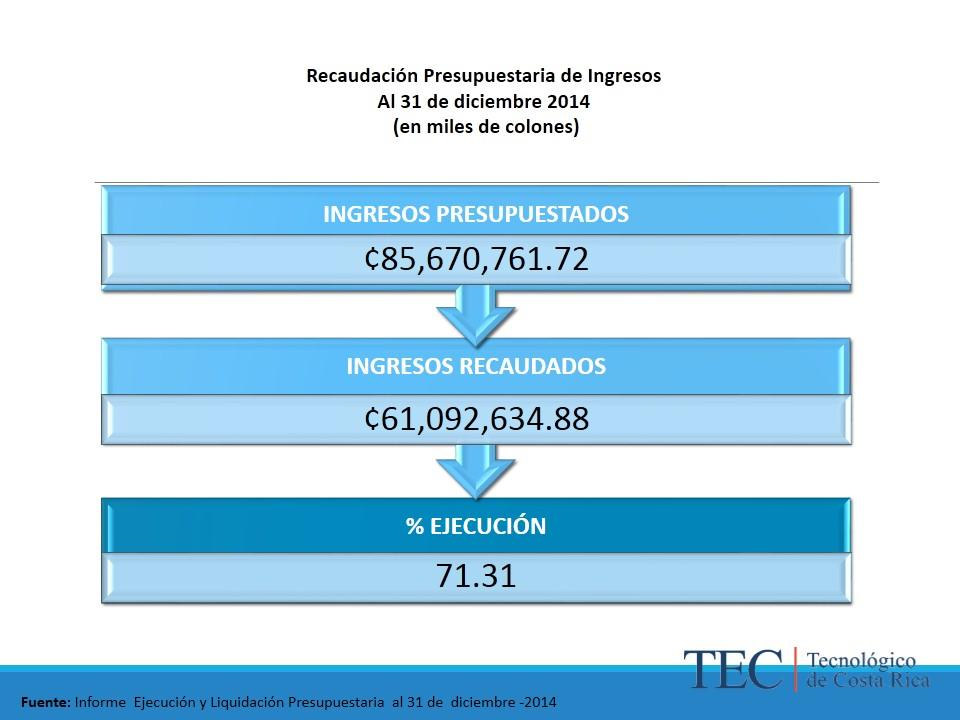 Recaudación Presupuestaria de Ingresos
Al 31 de diciembre 2014
(en miles de colones)
INGRESOS PRESUPUESTADOS
¢85,670,761.72
INGRESOS RECAUDADOS
¢61,092,634.88
% EJECUCIÓN
71.31
TEC | Tecnológico
de Costa Rica
Fuente: Informe Ejecución y Liquidación Presupuestaria al 31 de diciembre -2014